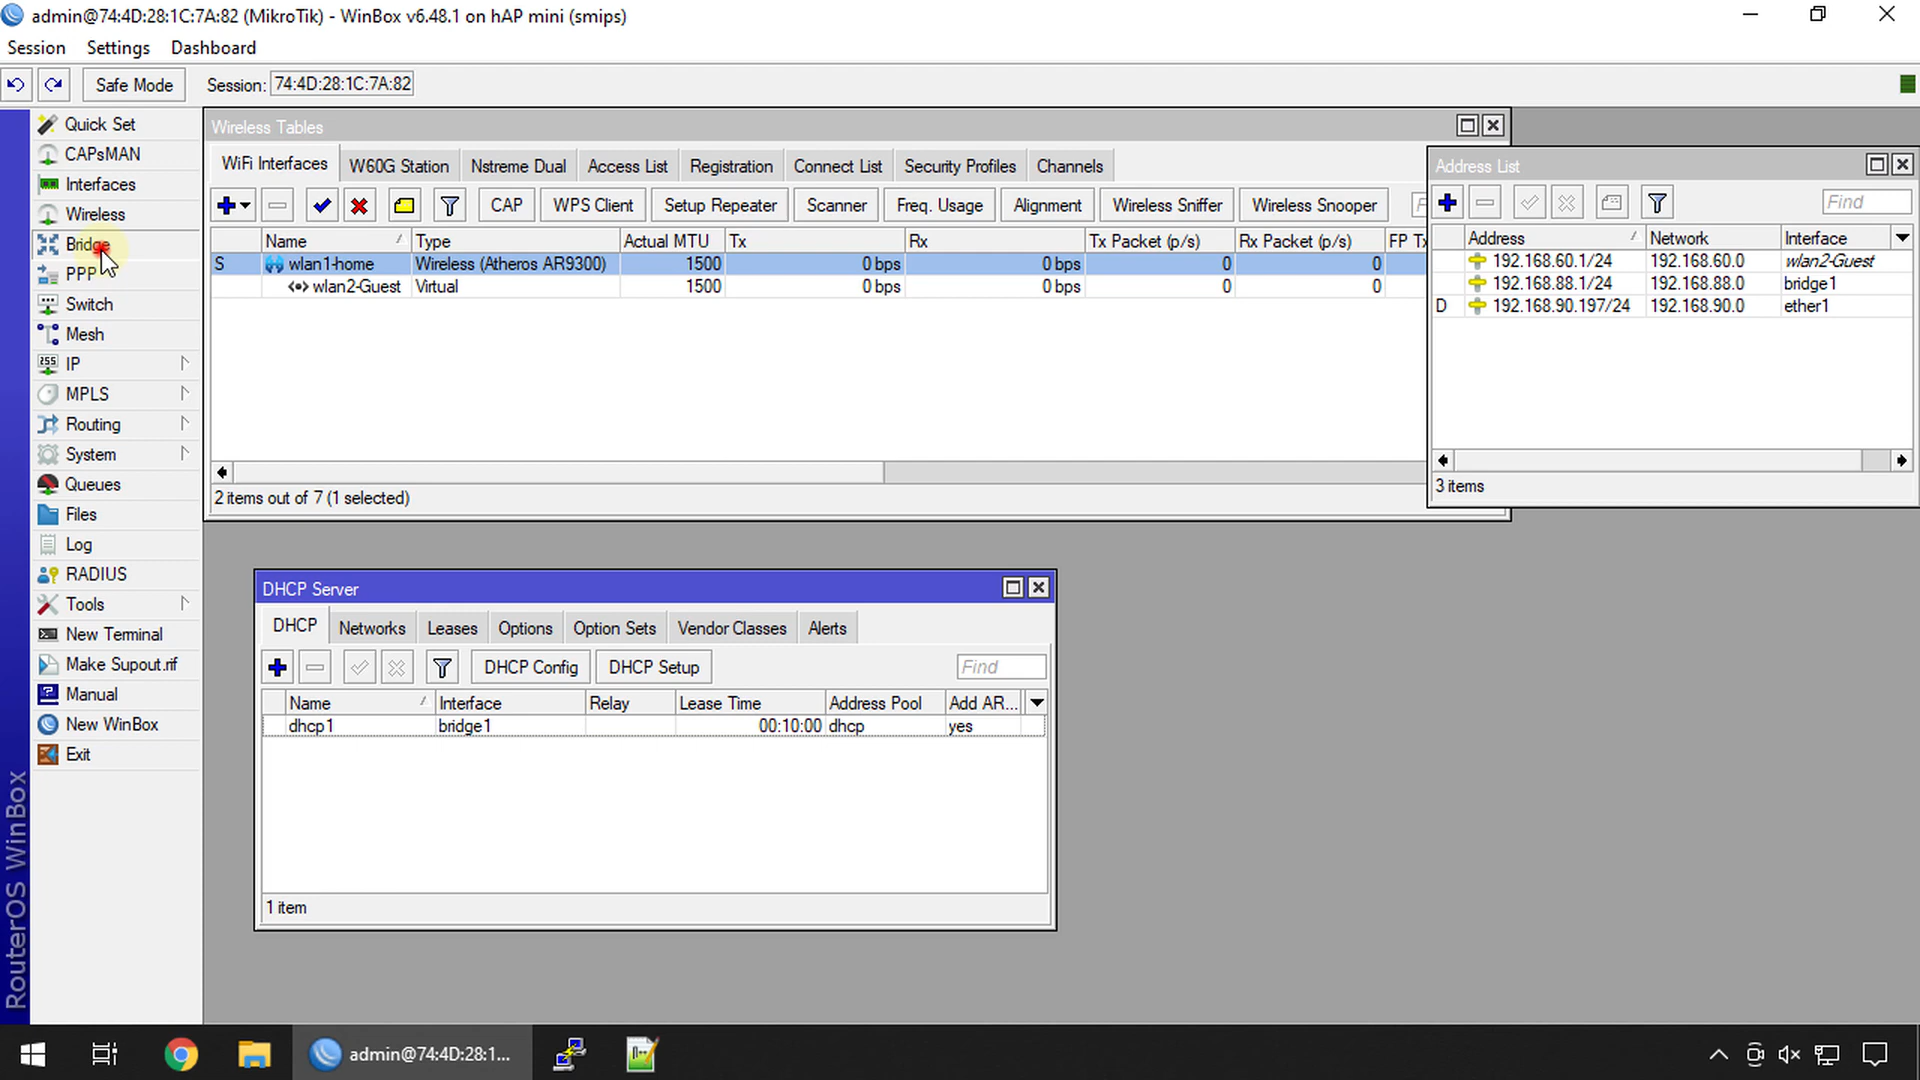 admin@74:4D:28:1C:7A:82 (MikroTik) - WinBox v6.48.1 on hAP mini (smips)
Session Settings Dashboard
Safe Mode Session: 74:4D:28:1C:7A:82
Quick Set
CAPsMAN
Interfaces
Wireless
Bridge
PPP
Switch
Mesh
IP
MPLS
Routing
System
Queues
Files
Log
RADIUS
Tools
New Terminal
Make Supout.rif
Manual
New WinBox
Exit
RouterOS WinBox
Wireless Tables
WiFi Interfaces W60G Station Nstreme Dual Access List Registration Connect List Security Profiles Channels
CAP WPS Client Setup Repeater Scanner Freq. Usage Alignment Wireless Sniffer Wireless Snooper
Name Type Actual MTU Tx Rx Tx Packet (p/s) Rx Packet (p/s) FP Tx
S wlan1-home Wireless (Atheros AR9300) 1500 0 bps 0 bps 0 0
wlan2-Guest Virtual 1500 0 bps 0 bps 0 0
2 items out of 7 (1 selected)
Address List
Find
Address Network Interface
192.168.60.1/24 192.168.60.0 wlan2-Guest
192.168.88.1/24 192.168.88.0 bridge1
D 192.168.90.197/24 192.168.90.0 ether1
3 items
DHCP Server
DHCP Networks Leases Options Option Sets Vendor Classes Alerts
DHCP Config DHCP Setup Find
Name Interface Relay Lease Time Address Pool Add AR...
dhcp1 bridge1 00:10:00 dhcp yes
1 item
admin@74:4D:28:1...